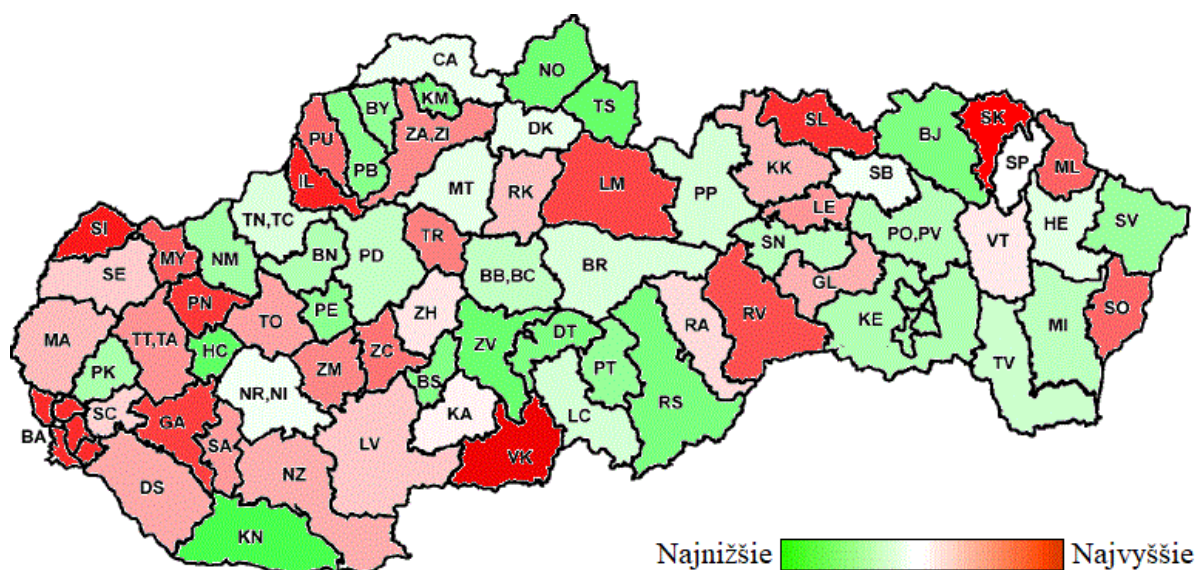 CA
NO
KM
BY
TS
PU
ZA,ZI
DK
SL
BJ
SK
PB
IL
MT
RK
LM
PP
KK
SB
SP
ML
TN,TC
LE
HE
SI
MY
NM
BN
PD
TR
BB,BC
BR
SN
PO,PV
VT
SV
SE
PN
PE
TO
ZH
GL
SO
MA
TT,TA
HC
ZM
ZC
ZV
DT
RA
RV
KE
MI
PK
NR,NI
BS
PT
TV
SC
GA
SA
LV
KA
LC
RS
BA
DS
NZ
VK
KN
Najnižšie Najvyššie